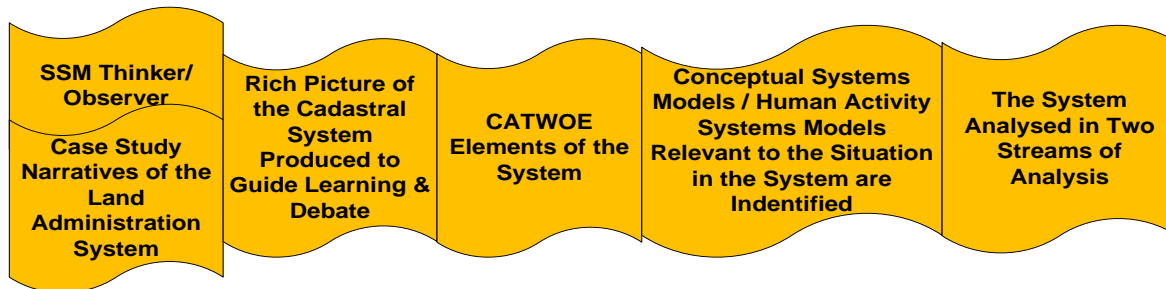 SSM Thinker/
Observer
Case Study
Narratives of the
Land
Administration
System
Rich Picture of
the Cadastral
System
Produced to
Guide Learning &
Debate
CATWOE
Elements of the
System
Conceptual Systems
Models / Human Activity
Systems Models
Relevant to the Situation
in the System are
Indentified
The System
Analysed in Two
Streams of
Analysis